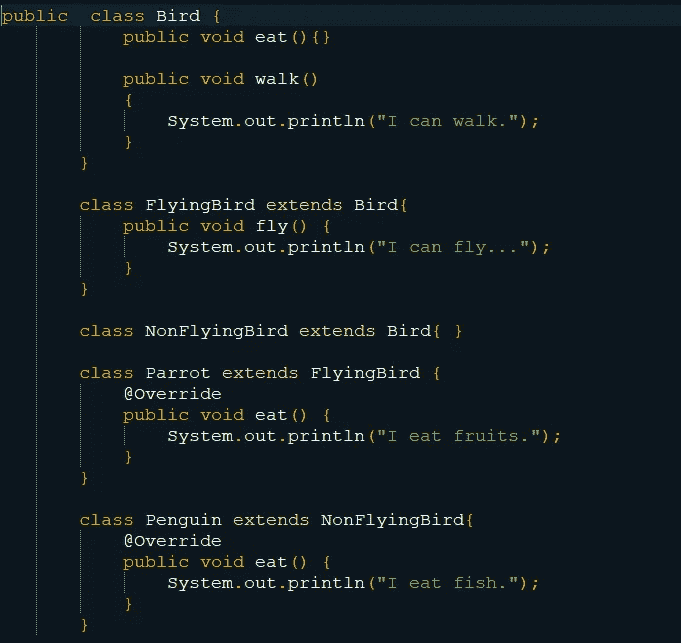 public  class Bird {
public void eat(){}
public void walk()
{
System.out.println("I can walk.");
}
}
class FlyingBird extends Bird{
public void fly() {
System.out.println("I can fly...");
}
}
class NonFlyingBird extends Bird{ }
class Parrot extends FlyingBird {
@Override
public void eat() {
System.out.println("I eat fruits.");
}
}
class Penguin extends NonFlyingBird{
@Override
public void eat() {
System.out.println("I eat fish.");
}
}